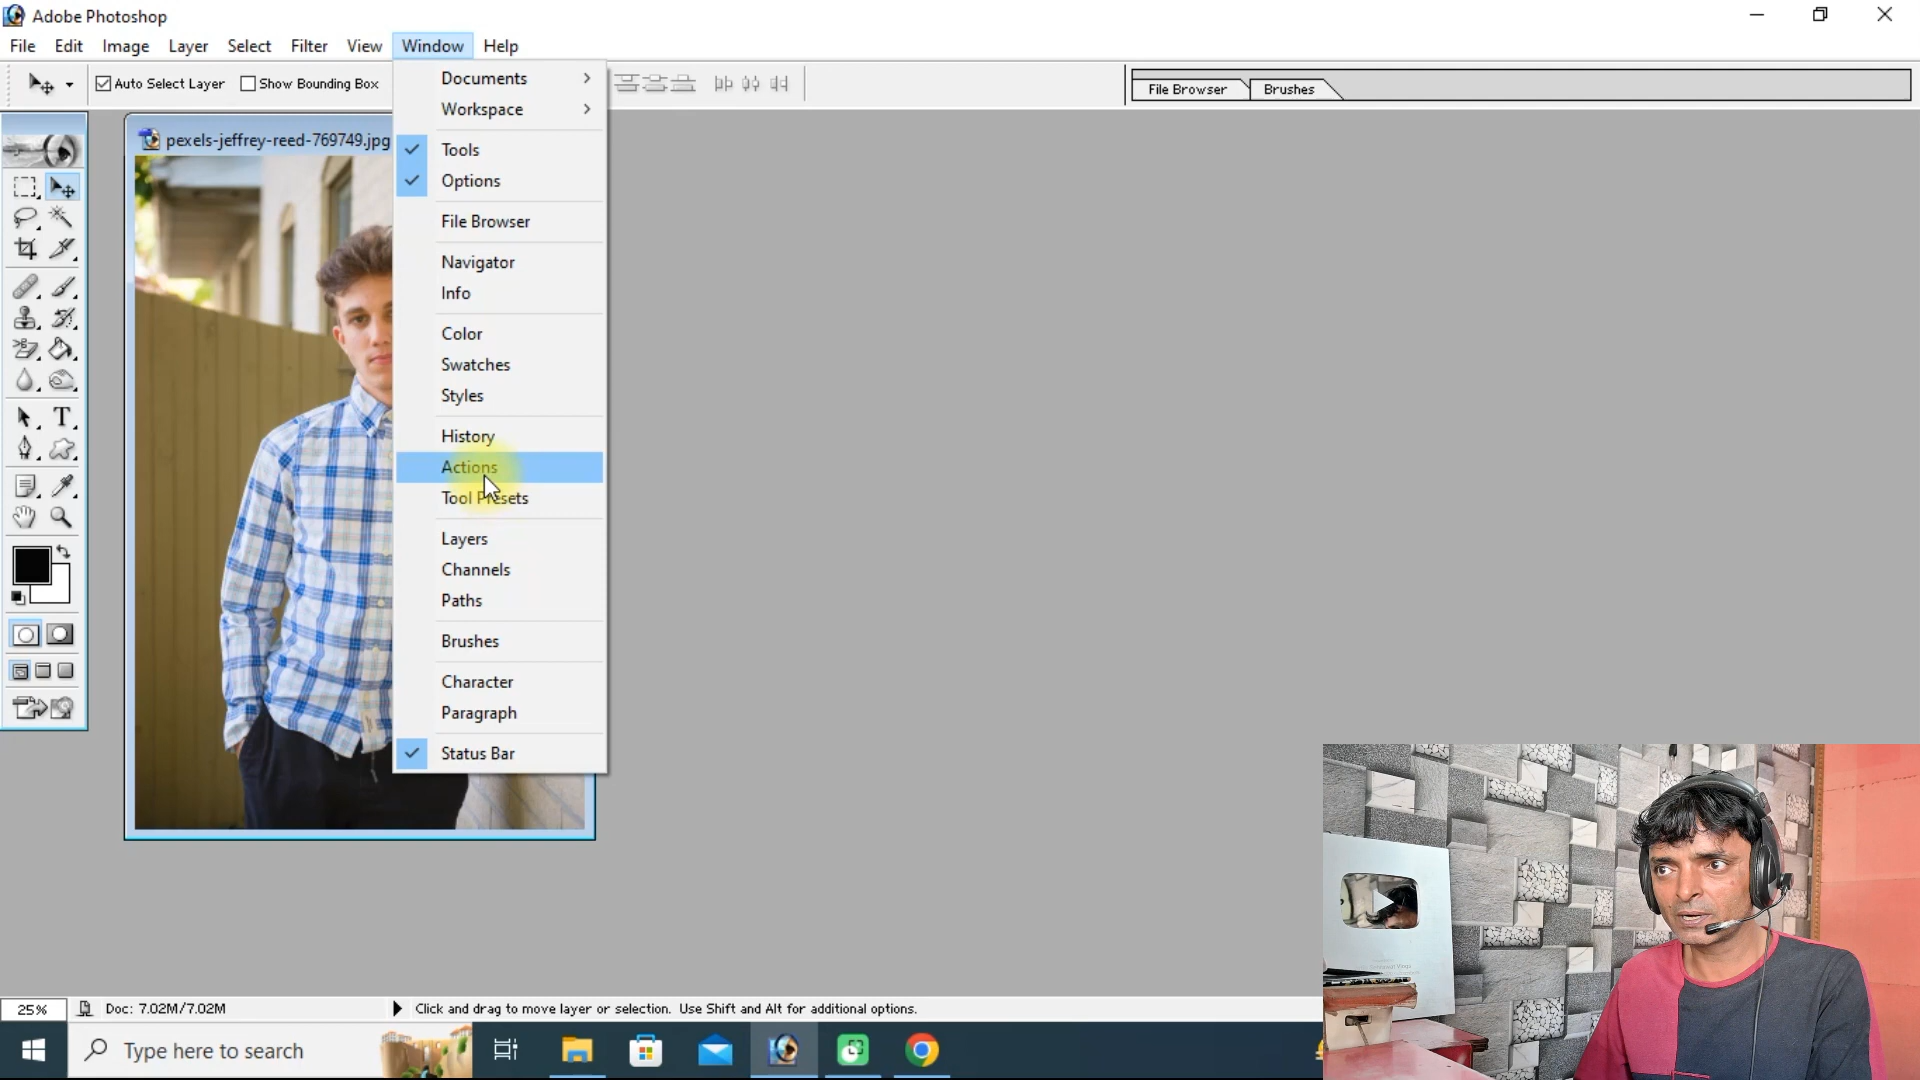 Adobe Photoshop
File Edit Image Layer Select Filter View Window Help
Auto Select Layer Show Bounding Box
File Browser Brushes
pexels-jeffrey-reed-769749.jpg
Documents
Workspace
Tools
Options
File Browser
Navigator
Info
Color
Swatches
Styles
History
Actions
Tool Presets
Layers
Channels
Paths
Brushes
Character
Paragraph
Status Bar
25% Doc: 7.02M/7.02M Click and drag to move layer or selection. Use Shift and Alt for additional options.
Type here to search